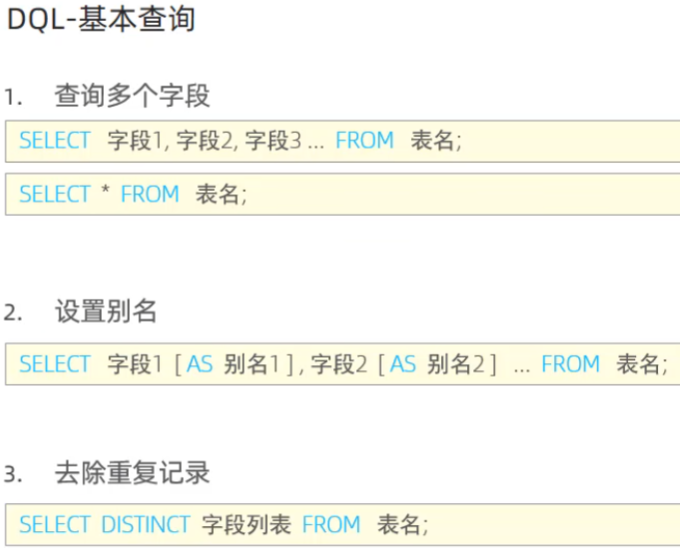 DQL-基本查询
1. 查询多个字段
SELECT 字段1, 字段2, 字段3 ... FROM 表名;
SELECT * FROM 表名;
2. 设置别名
SELECT 字段1 [ AS 别名1 ] , 字段2 [ AS 别名2 ] ... FROM 表名;
3. 去除重复记录
SELECT DISTINCT 字段列表 FROM 表名;